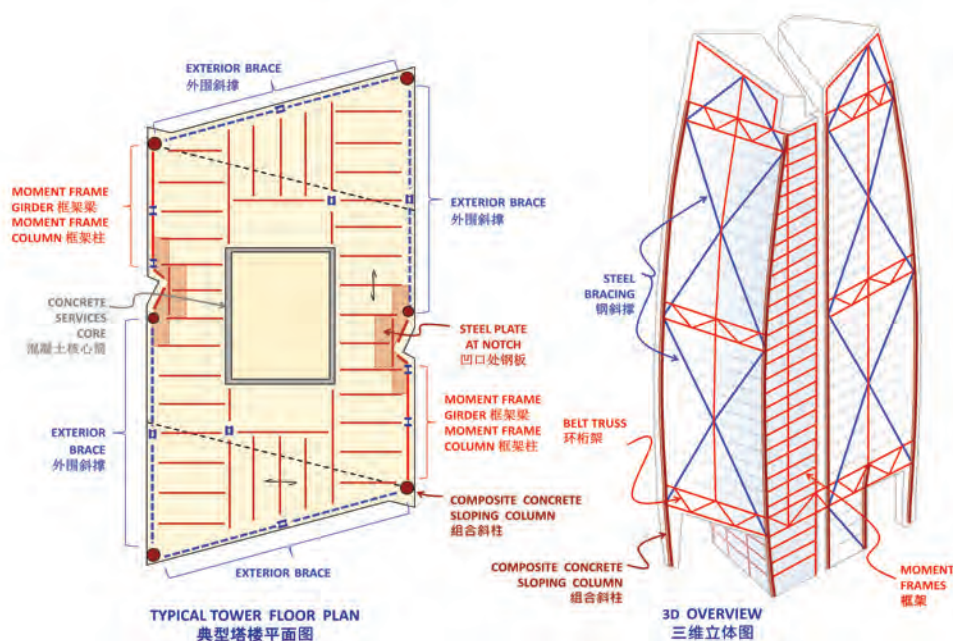 EXTERIOR BRACE
外围斜撑
MOMENT FRAME
GIRDER 框架梁
MOMENT FRAME
COLUMN 框架柱
EXTERIOR BRACE
外围斜撑
CONCRETE
SERVICES
CORE
混凝土核心筒
STEEL PLATE
AT NOTCH
凹口处钢板
MOMENT FRAME
GIRDER 框架梁
MOMENT FRAME
COLUMN 框架柱
EXTERIOR
BRACE
外围斜撑
COMPOSITE CONCRETE
SLOPING COLUMN
组合斜柱
EXTERIOR BRACE
TYPICAL TOWER FLOOR PLAN
典型塔楼平面图
STEEL
BRACING
钢斜撑
BELT TRUSS
环桁架
COMPOSITE CONCRETE
SLOPING COLUMN
组合斜柱
MOMENT
FRAMES
框架
3D OVERVIEW
三维立体图